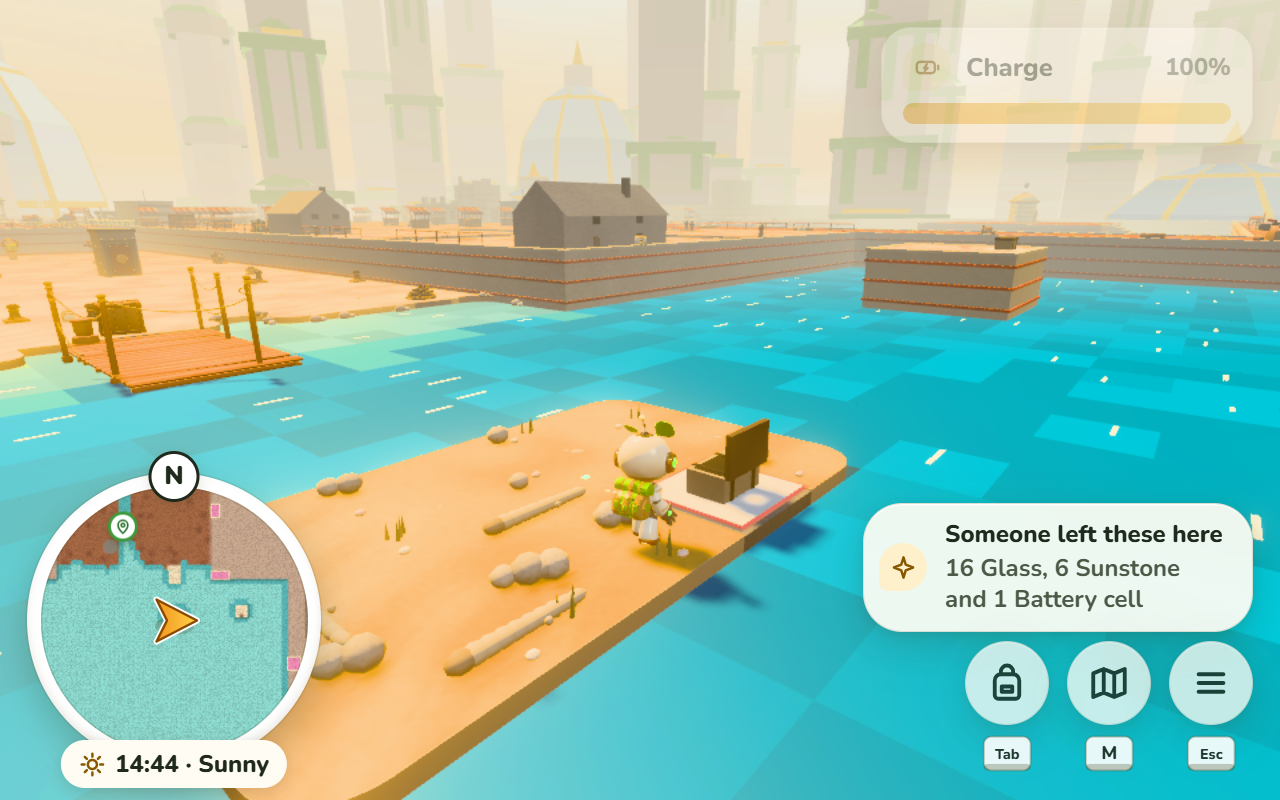 Charge 100%
N
Someone left these here
16 Glass, 6 Sunstone
and 1 Battery cell
14:44 · Sunny
Tab
M
Esc